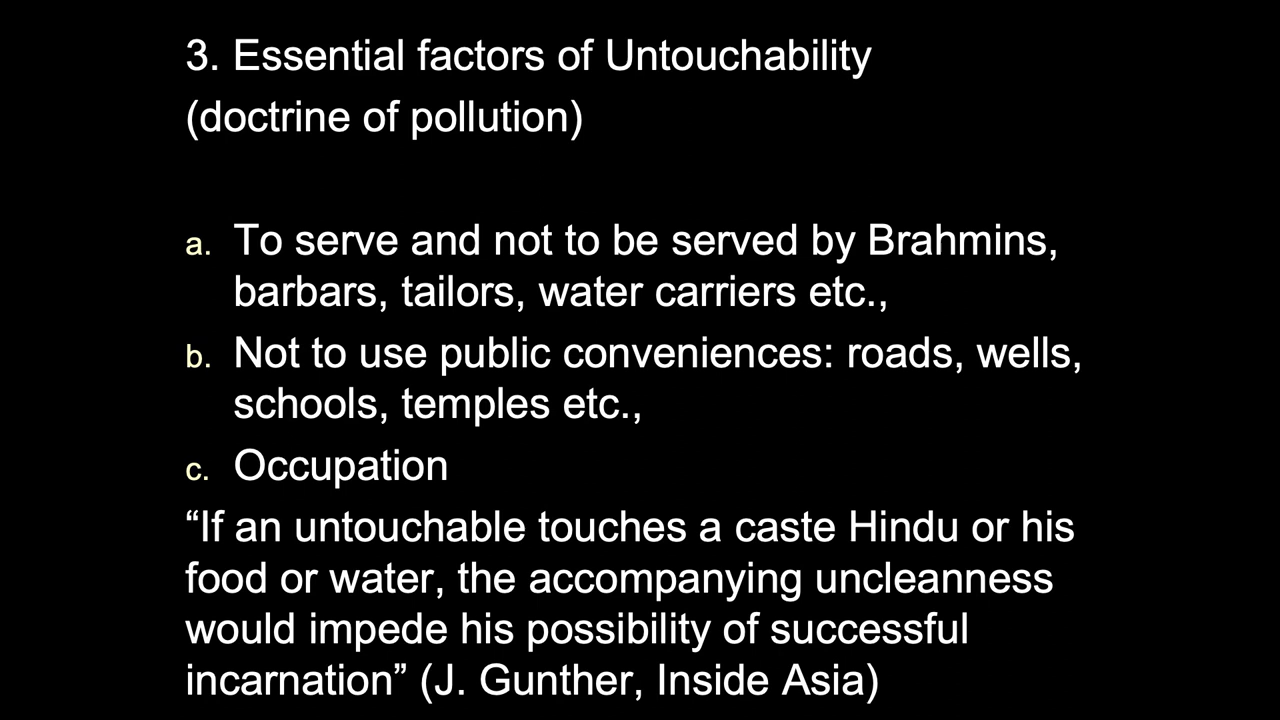 3. Essential factors of Untouchability
(doctrine of pollution)
a. To serve and not to be served by Brahmins,
barbars, tailors, water carriers etc.,
b. Not to use public conveniences: roads, wells,
schools, temples etc.,
c. Occupation
“If an untouchable touches a caste Hindu or his
food or water, the accompanying uncleanness
would impede his possibility of successful
incarnation” (J. Gunther, Inside Asia)